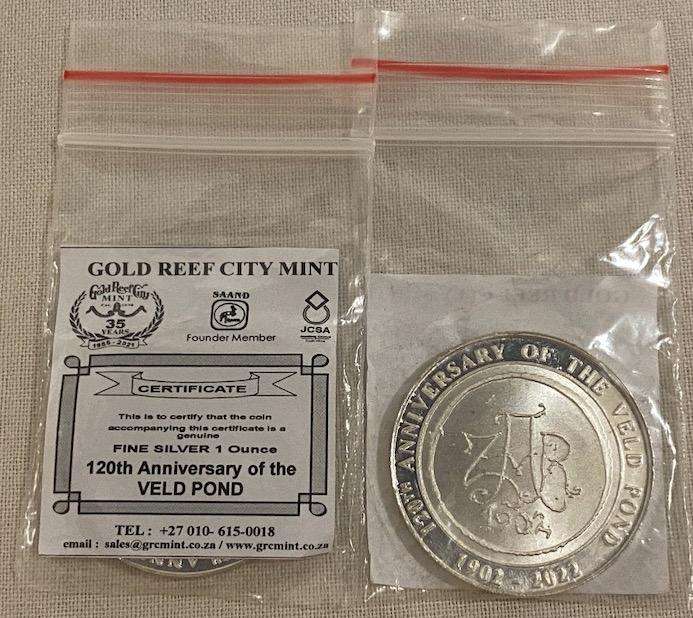 GOLD REEF CITY MINT
Gold Reef City
MINT
35
YEARS
1986 - 2021
SAAND
Founder Member
JCSA
CERTIFICATE
This is to certify that the coin
accompanying this certificate is a
genuine
FINE SILVER 1 Ounce
120th Anniversary of the
VELD POND
TEL : +27 010- 615-0018
email : sales@grcmint.co.za / www.grcmint.co.za
120TH ANNIVERSARY OF THE VELD POND
ZAR
1902
1902 - 2022